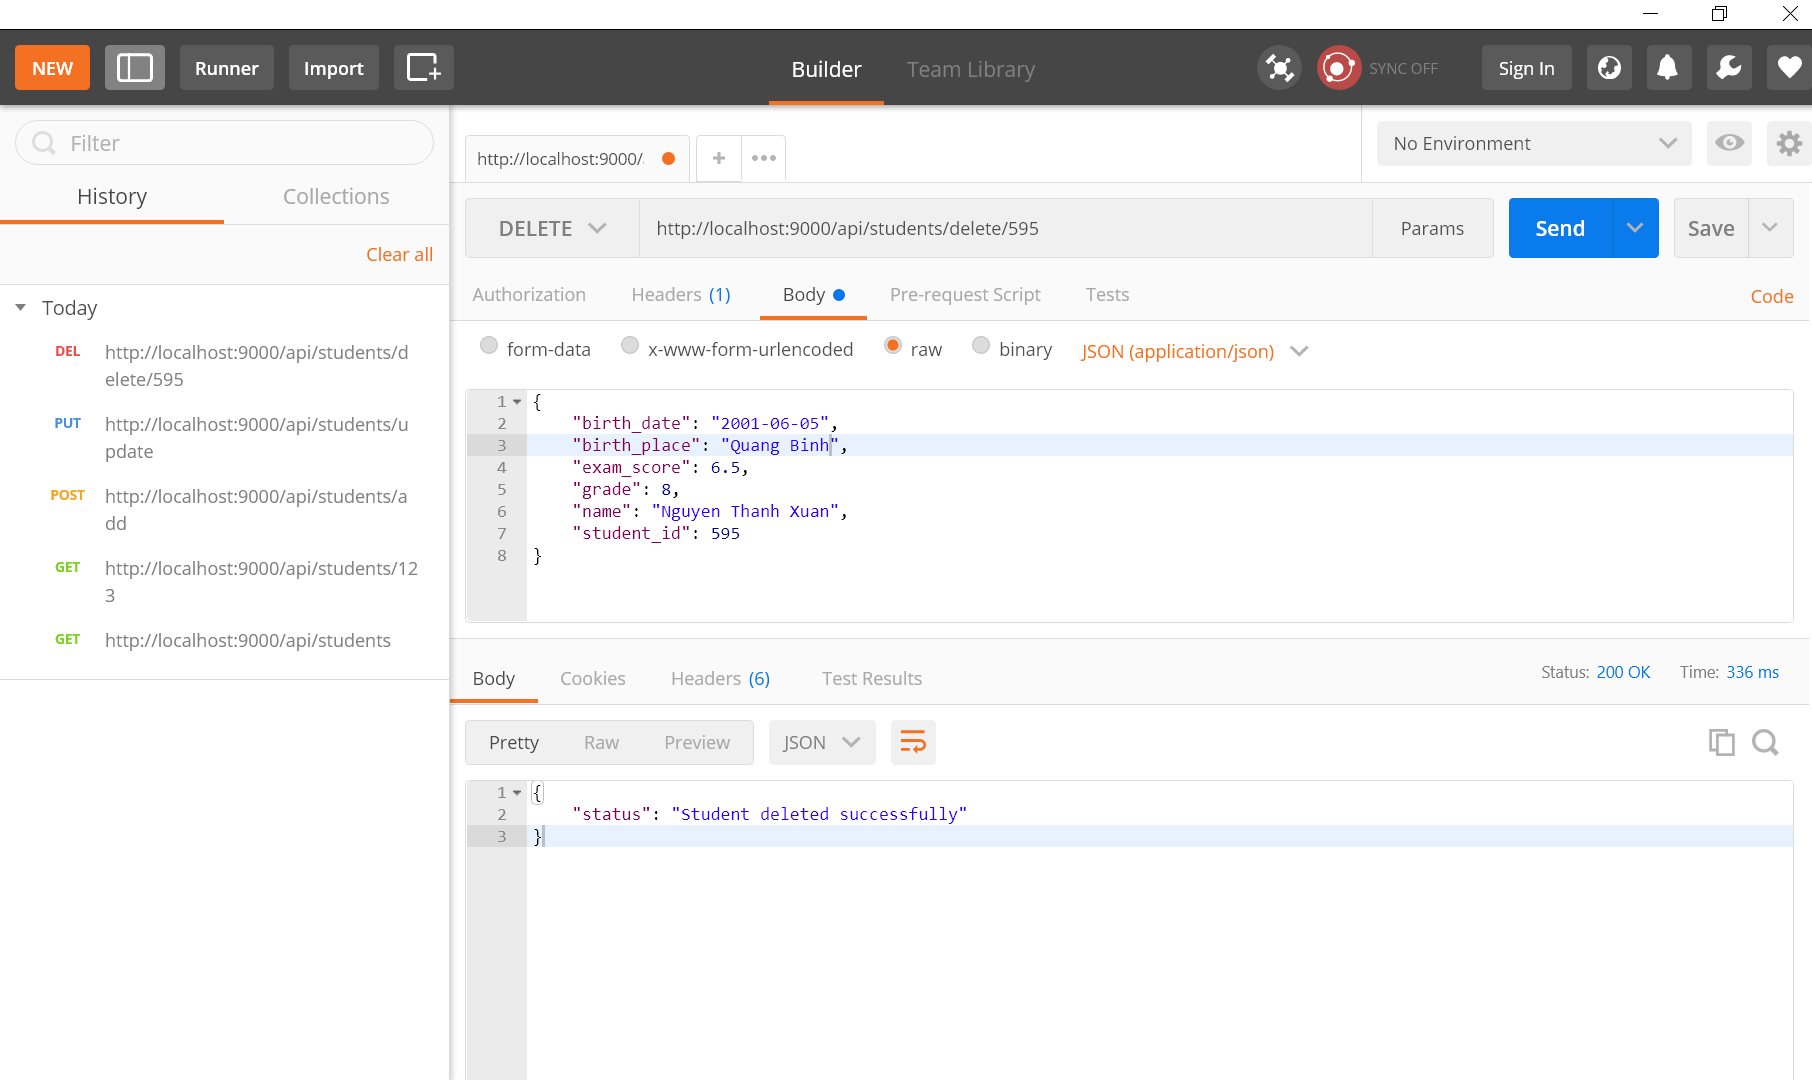 NEW
Runner
Import
Builder
Team Library
SYNC OFF
Sign In
Filter
History
Collections
Clear all
Today
DEL http://localhost:9000/api/students/d
elete/595
PUT http://localhost:9000/api/students/u
pdate
POST http://localhost:9000/api/students/a
dd
GET http://localhost:9000/api/students/12
3
GET http://localhost:9000/api/students
http://localhost:9000/
No Environment
DELETE http://localhost:9000/api/students/delete/595 Params Send Save
Authorization Headers (1) Body Pre-request Script Tests Code
form-data x-www-form-urlencoded raw binary JSON (application/json)
1 {
2 "birth_date": "2001-06-05",
3 "birth_place": "Quang Binh",
4 "exam_score": 6.5,
5 "grade": 8,
6 "name": "Nguyen Thanh Xuan",
7 "student_id": 595
8 }
Body Cookies Headers (6) Test Results Status: 200 OK Time: 336 ms
Pretty Raw Preview JSON
1 {
2 "status": "Student deleted successfully"
3 }